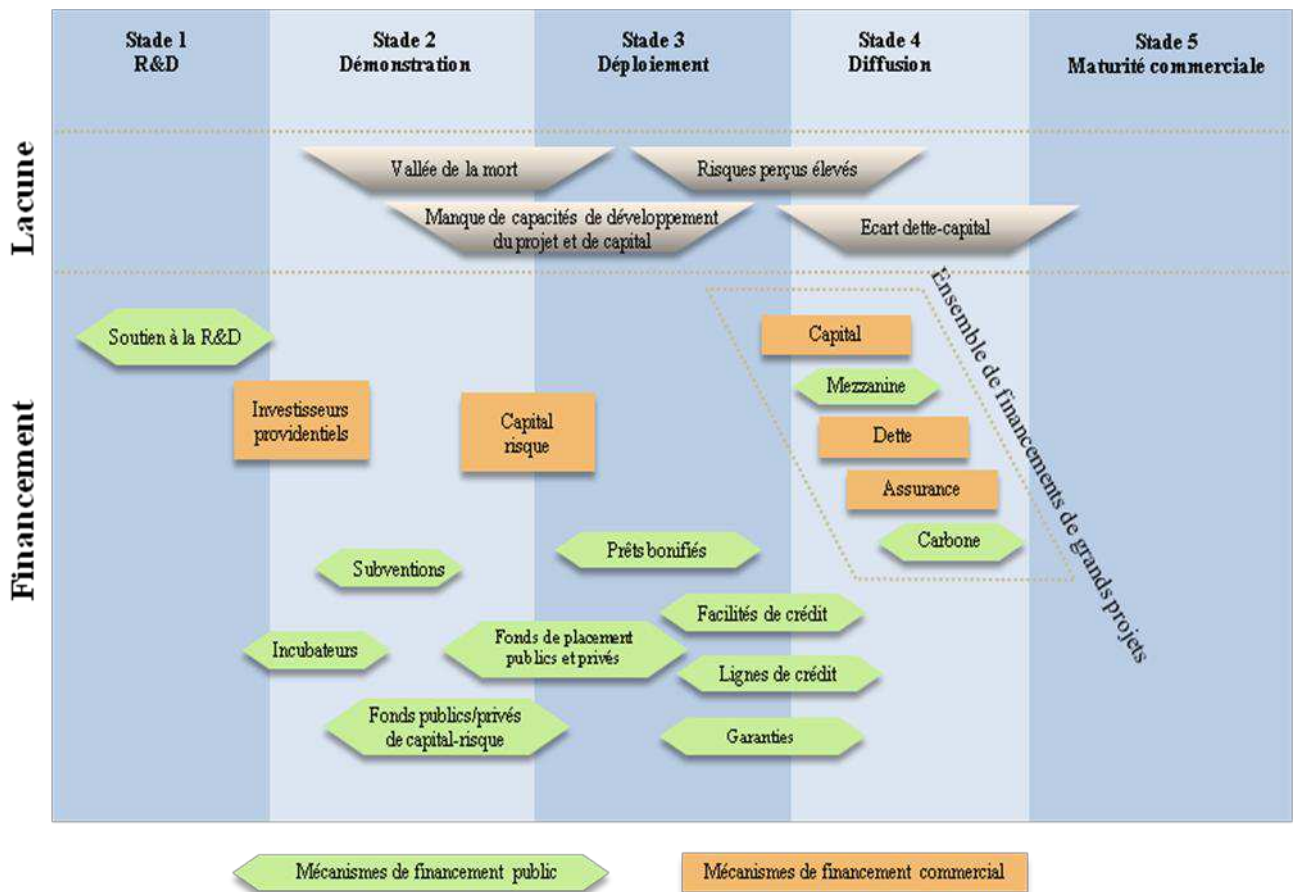 Stade 1
R&D
Stade 2
Démonstration
Stade 3
Déploiement
Stade 4
Diffusion
Stade 5
Maturité commerciale
Lacune
Vallée de la mort
Risques perçus élevés
Manque de capacités de développement
du projet et de capital
Ecart dette-capital
Financement
Ensemble de financements de grands projets
Soutien à la R&D
Capital
Mezzanine
Investisseurs
providentiels
Capital
risque
Dette
Assurance
Carbone
Prêts bonifiés
Subventions
Facilités de crédit
Incubateurs
Fonds de placement
publics et privés
Lignes de crédit
Fonds publics/privés
de capital-risque
Garanties
Mécanismes de financement public
Mécanismes de financement commercial